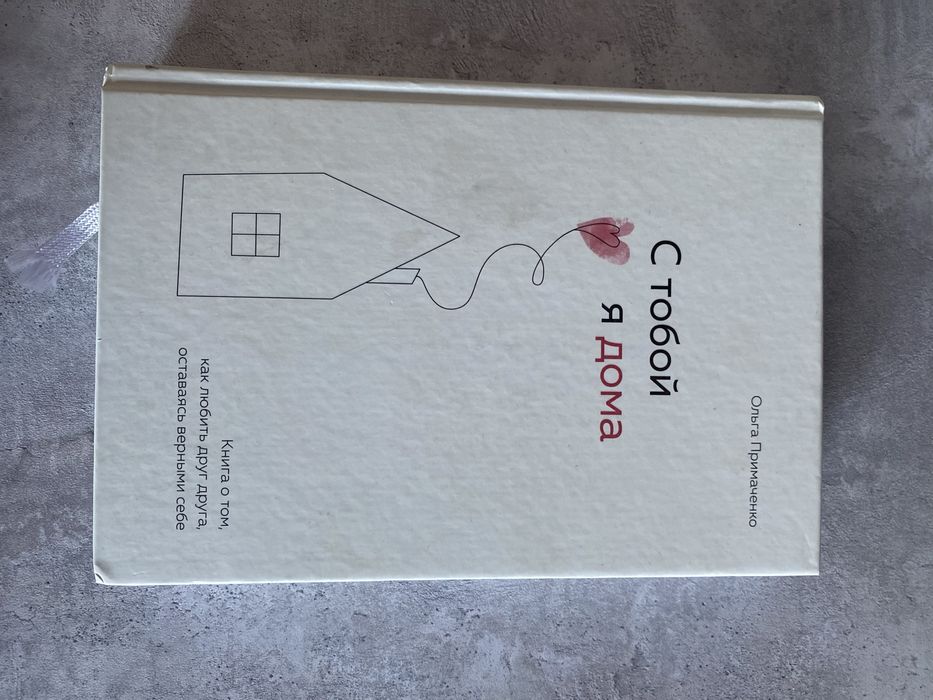 Ольга Примаченко
С тобой
я дома
Книга о том,
как любить друг друга,
оставаясь верными себе